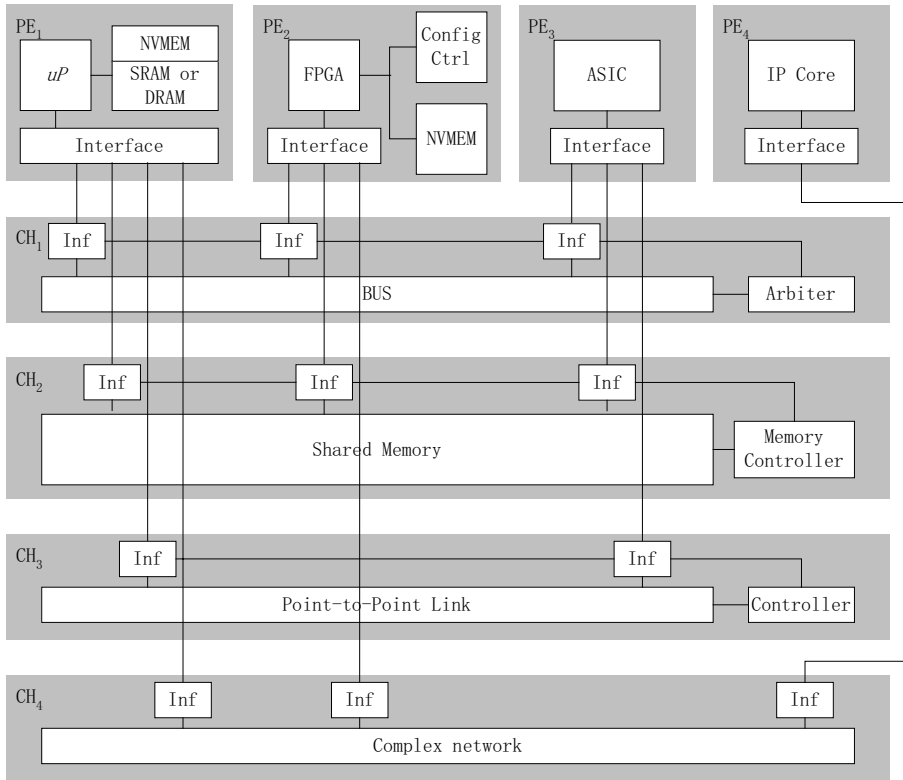 PE1
uP
NVMEM
SRAM or
DRAM
Interface
PE2
FPGA
Config
Ctrl
NVMEM
Interface
PE3
ASIC
Interface
PE4
IP Core
Interface
CH1
Inf
Inf
Inf
BUS
Arbiter
CH2
Inf
Inf
Inf
Shared Memory
Memory
Controller
CH3
Inf
Inf
Point-to-Point Link
Controller
CH4
Inf
Inf
Inf
Complex network